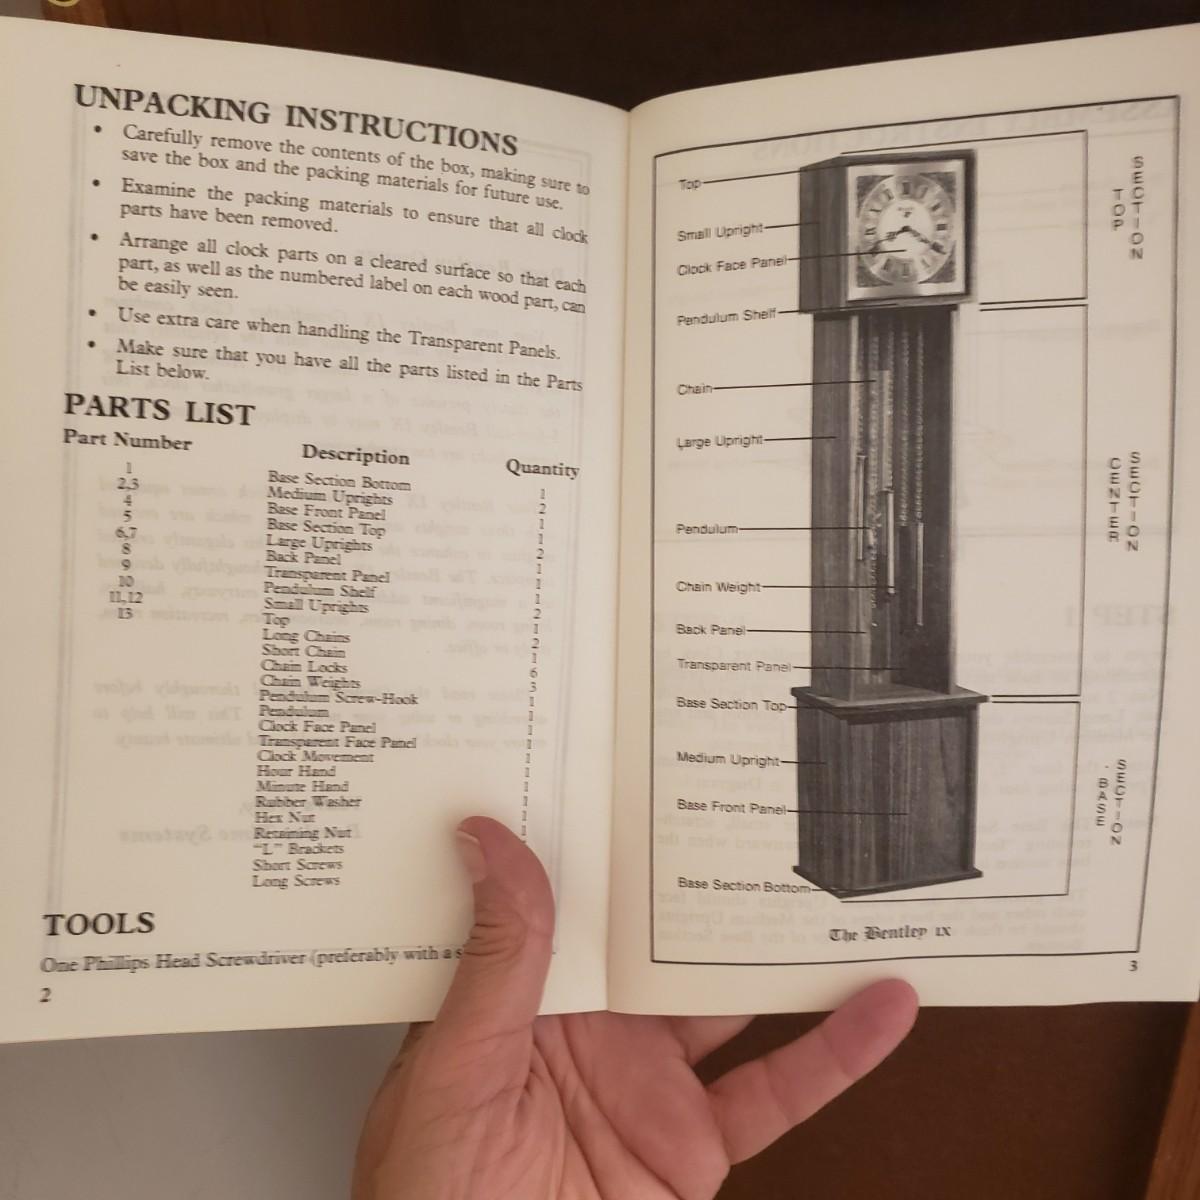 UNPACKING INSTRUCTIONS
• Carefully remove the contents of the box, making sure to
save the box and the packing materials for future use.
• Examine the packing materials to ensure that all clock
parts have been removed.
• Arrange all clock parts on a cleared surface so that each
part, as well as the numbered label on each wood part, can
be easily seen.
• Use extra care when handling the Transparent Panels.
• Make sure that you have all the parts listed in the Parts
List below.
PARTS LIST
Part Number Description Quantity
1 Base Section Bottom 1
2,3 Medium Uprights 2
4 Base Front Panel 1
5 Base Section Top 1
6,7 Large Uprights 2
8 Back Panel 1
9 Transparent Panel 1
10 Pendulum Shelf 1
11,12 Small Uprights 2
13 Top 1
Long Chains 2
Short Chain 1
Chain Locks 6
Chain Weights 3
Pendulum Screw-Hook 1
Pendulum 1
Clock Face Panel 1
Transparent Face Panel 1
Clock Movement 1
Hour Hand 1
Minute Hand 1
Rubber Washer 1
Hex Nut 1
Retaining Nut 1
"L" Brackets
Short Screws
Long Screws
TOOLS
One Phillips Head Screwdriver (preferably with a
2
Top
Small Upright
Clock Face Panel
Pendulum Shelf
Chain
Large Upright
Pendulum
Chain Weight
Back Panel
Transparent Panel
Base Section Top
Medium Upright
Base Front Panel
Base Section Bottom
TOP SECTION
CENTER SECTION
BASE SECTION
The Bentley IX
3